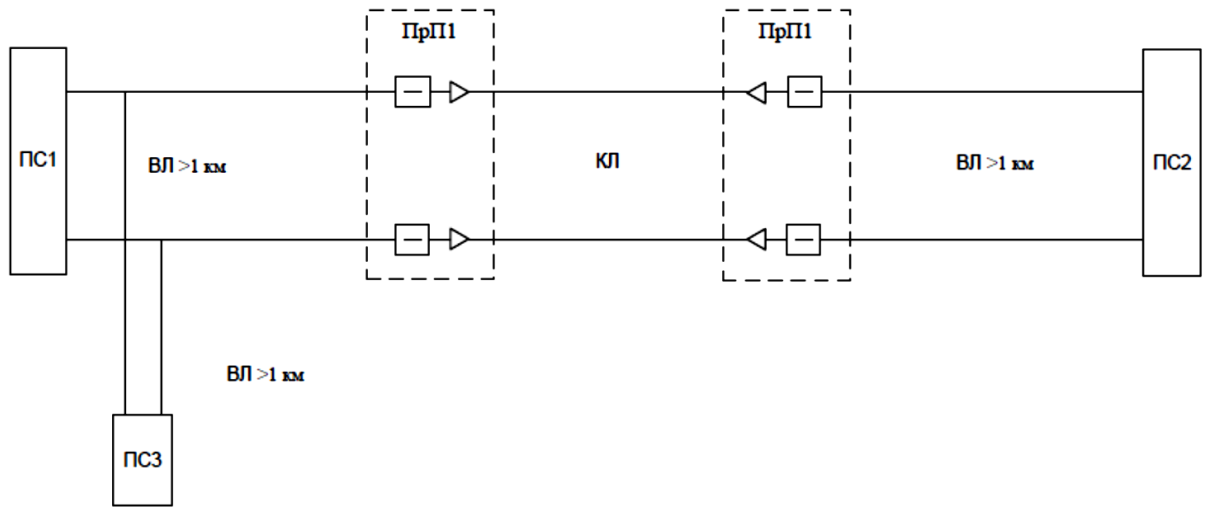 ПрП1
ПрП1
ПС1
ВЛ >1 км
КЛ
ВЛ >1 км
ПС2
ВЛ >1 км
ПС3